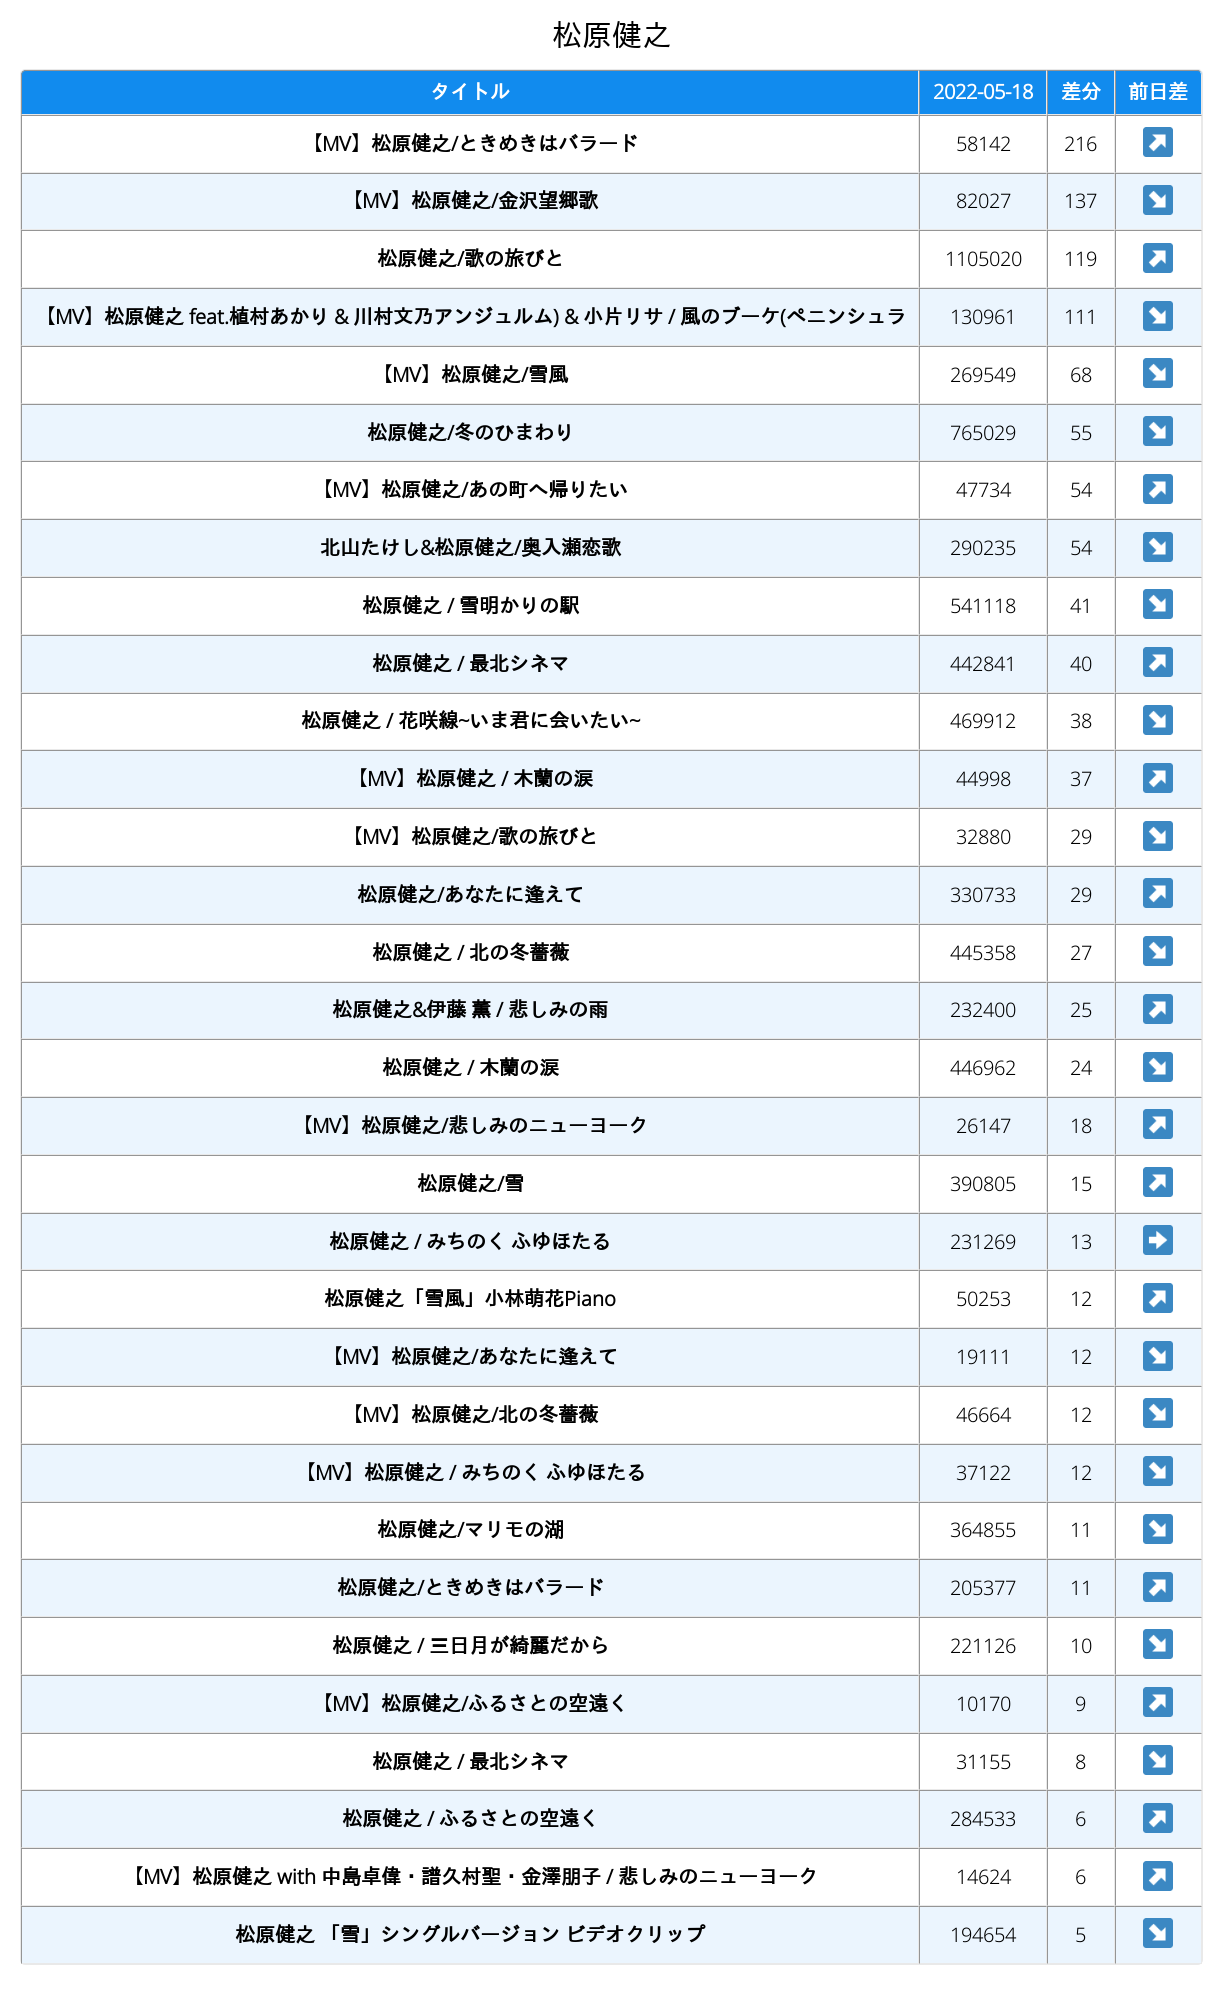 松原健之
タイトル 2022-05-18 差分 前日差
【MV】松原健之/ときめきはバラード 58142 216 ↗
【MV】松原健之/金沢望郷歌 82027 137 ↘
松原健之/歌の旅びと 1105020 119 ↗
【MV】松原健之 feat.植村あかり & 川村文乃アンジュルム) & 小片リサ / 風のブーケ(ペニンシュラ 130961 111 ↘
【MV】松原健之/雪風 269549 68 ↘
松原健之/冬のひまわり 765029 55 ↘
【MV】松原健之/あの町へ帰りたい 47734 54 ↗
北山たけし&松原健之/奥入瀬恋歌 290235 54 ↘
松原健之 / 雪明かりの駅 541118 41 ↘
松原健之 / 最北シネマ 442841 40 ↗
松原健之 / 花咲線~いま君に会いたい~ 469912 38 ↘
【MV】松原健之 / 木蘭の涙 44998 37 ↗
【MV】松原健之/歌の旅びと 32880 29 ↘
松原健之/あなたに逢えて 330733 29 ↗
松原健之 / 北の冬薔薇 445358 27 ↘
松原健之&伊藤 薫 / 悲しみの雨 232400 25 ↗
松原健之 / 木蘭の涙 446962 24 ↘
【MV】松原健之/悲しみのニューヨーク 26147 18 ↗
松原健之/雪 390805 15 ↗
松原健之 / みちのく ふゆほたる 231269 13 ➡
松原健之「雪風」小林萌花Piano 50253 12 ↗
【MV】松原健之/あなたに逢えて 19111 12 ↘
【MV】松原健之/北の冬薔薇 46664 12 ↘
【MV】松原健之 / みちのく ふゆほたる 37122 12 ↘
松原健之/マリモの湖 364855 11 ↘
松原健之/ときめきはバラード 205377 11 ↗
松原健之 / 三日月が綺麗だから 221126 10 ↘
【MV】松原健之/ふるさとの空遠く 10170 9 ↗
松原健之 / 最北シネマ 31155 8 ↘
松原健之 / ふるさとの空遠く 284533 6 ↗
【MV】松原健之 with 中島卓偉・譜久村聖・金澤朋子 / 悲しみのニューヨーク 14624 6 ↗
松原健之 「雪」シングルバージョン ビデオクリップ 194654 5 ↘